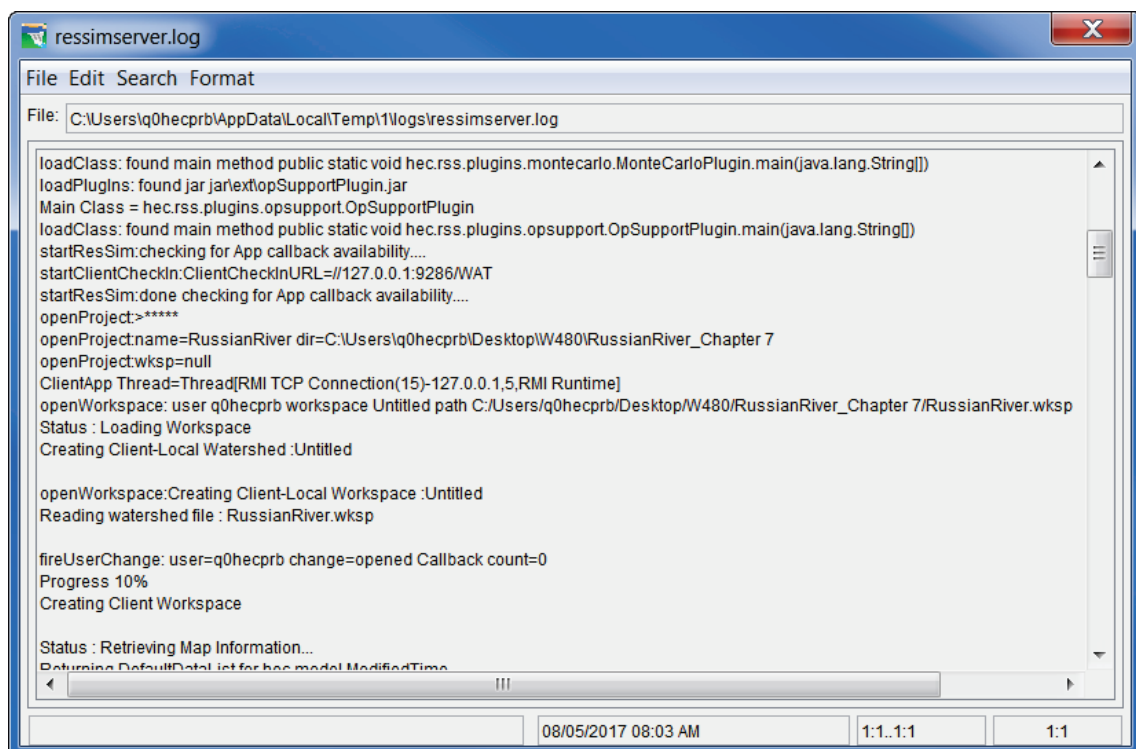 ressimserver.log
X
File Edit Search Format
File: C:\Users\q0hecprb\AppData\Local\Temp\1\logs\ressimserver.log
loadClass: found main method public static void hec.rss.plugins.montecarlo.MonteCarloPlugin.main(java.lang.String[])
loadPlugIns: found jar jar\ext\opSupportPlugin.jar
Main Class = hec.rss.plugins.opsupport.OpSupportPlugin
loadClass: found main method public static void hec.rss.plugins.opsupport.OpSupportPlugin.main(java.lang.String[])
startResSim:checking for App callback availability....
startClientCheckIn:ClientCheckInURL=//127.0.0.1:9286/WAT
startResSim:done checking for App callback availability....
openProject:>*****
openProject:name=RussianRiver dir=C:\Users\q0hecprb\Desktop\W480\RussianRiver_Chapter 7
openProject:wksp=null
ClientApp Thread=Thread[RMI TCP Connection(15)-127.0.0.1,5,RMI Runtime]
openWorkspace: user q0hecprb workspace Untitled path C:/Users/q0hecprb/Desktop/W480/RussianRiver_Chapter 7/RussianRiver.wksp
Status : Loading Workspace
Creating Client-Local Watershed :Untitled
openWorkspace:Creating Client-Local Workspace :Untitled
Reading watershed file : RussianRiver.wksp
fireUserChange: user=q0hecprb change=opened Callback count=0
Progress 10%
Creating Client Workspace
Status : Retrieving Map Information...
Returning DefaultDataList for hec.model.ModifiedTime
08/05/2017 08:03 AM 1:1..1:1 1:1